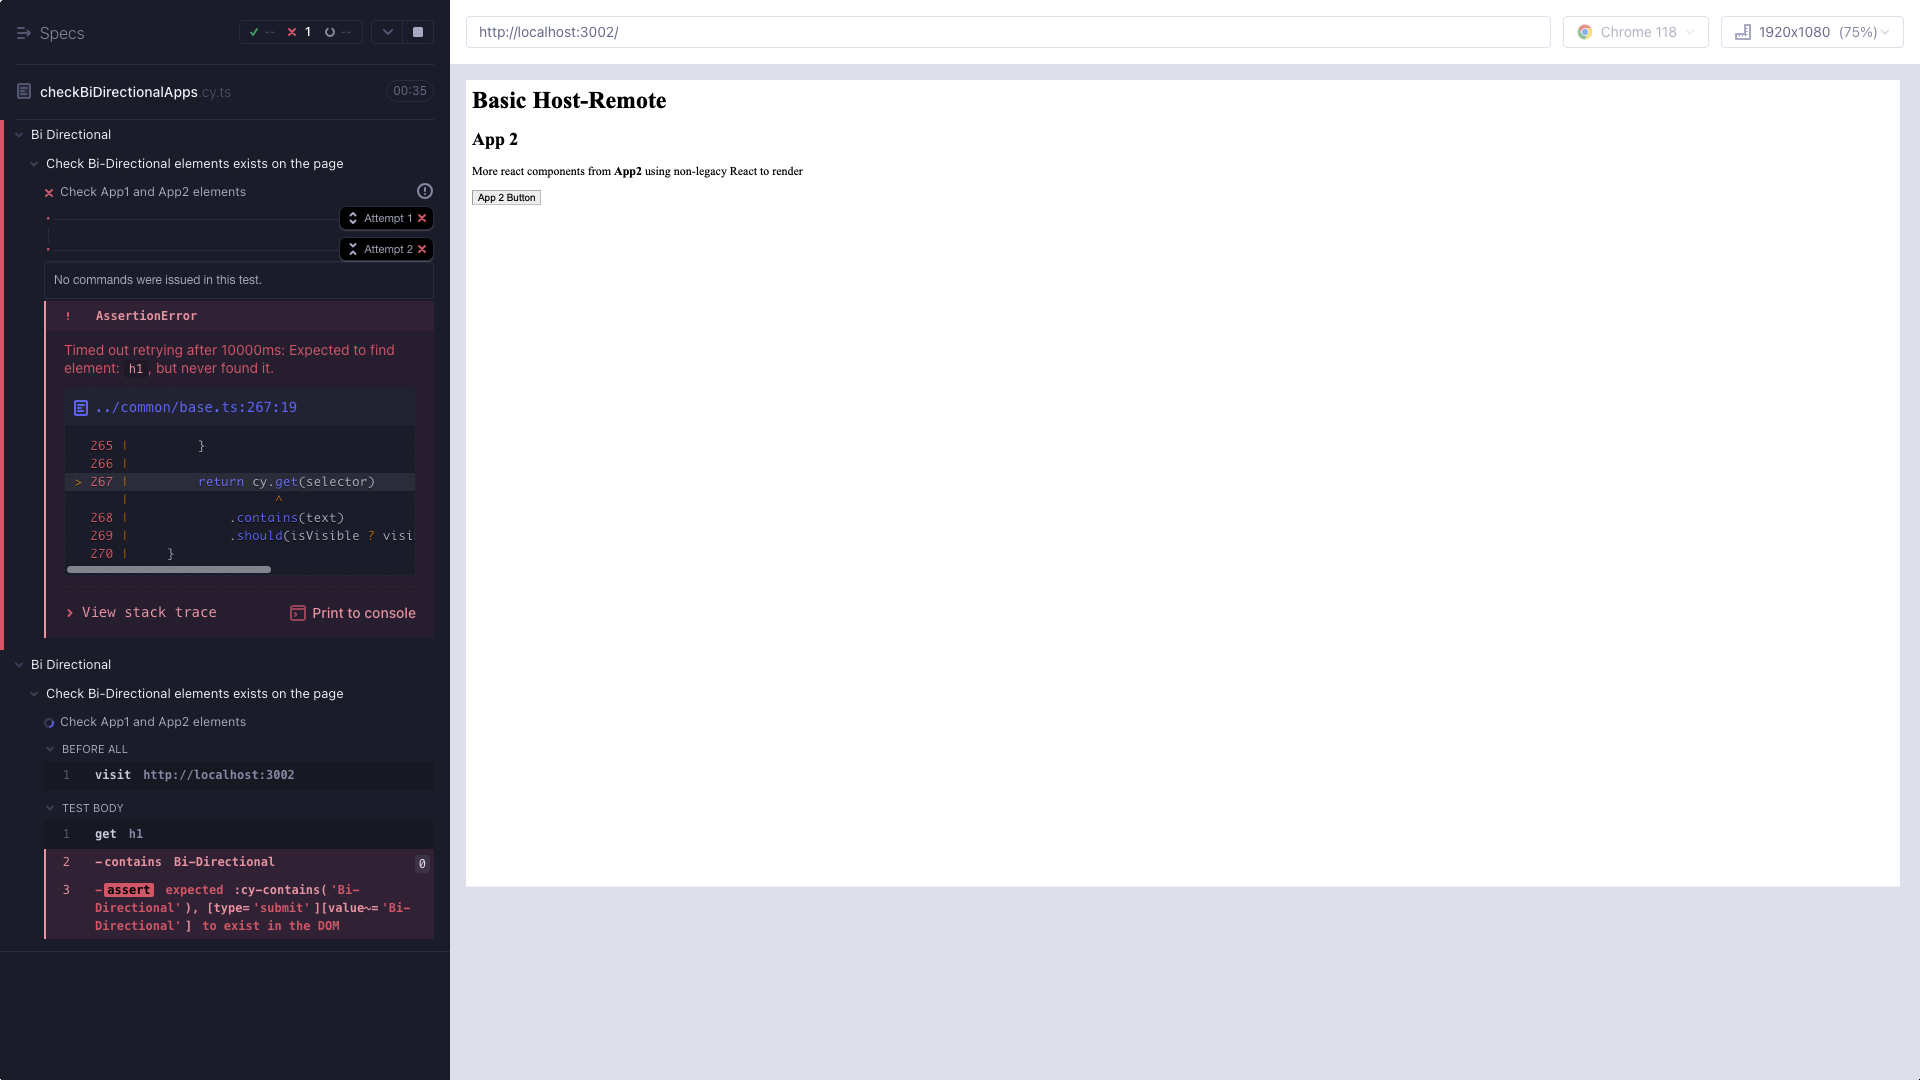 Specs
-- 1 --
checkBiDirectionalApps.cy.ts 00:35
Bi Directional
Check Bi-Directional elements exists on the page
Check App1 and App2 elements
Attempt 1
Attempt 2
No commands were issued in this test.
! AssertionError
Timed out retrying after 10000ms: Expected to find
element: h1 , but never found it.
../common/base.ts:267:19
265 | }
266 |
> 267 | return cy.get(selector)
| ^
268 | .contains(text)
269 | .should(isVisible ? visi
270 | }
> View stack trace
Print to console
Bi Directional
Check Bi-Directional elements exists on the page
Check App1 and App2 elements
BEFORE ALL
1 visit http://localhost:3002
TEST BODY
1 get h1
2 -contains Bi-Directional 0
3 -assert expected :cy-contains('Bi-
Directional'), [type='submit'][value~='Bi-
Directional'] to exist in the DOM
http://localhost:3002/
Chrome 118
1920x1080 (75%)
Basic Host-Remote
App 2
More react components from App2 using non-legacy React to render
App 2 Button